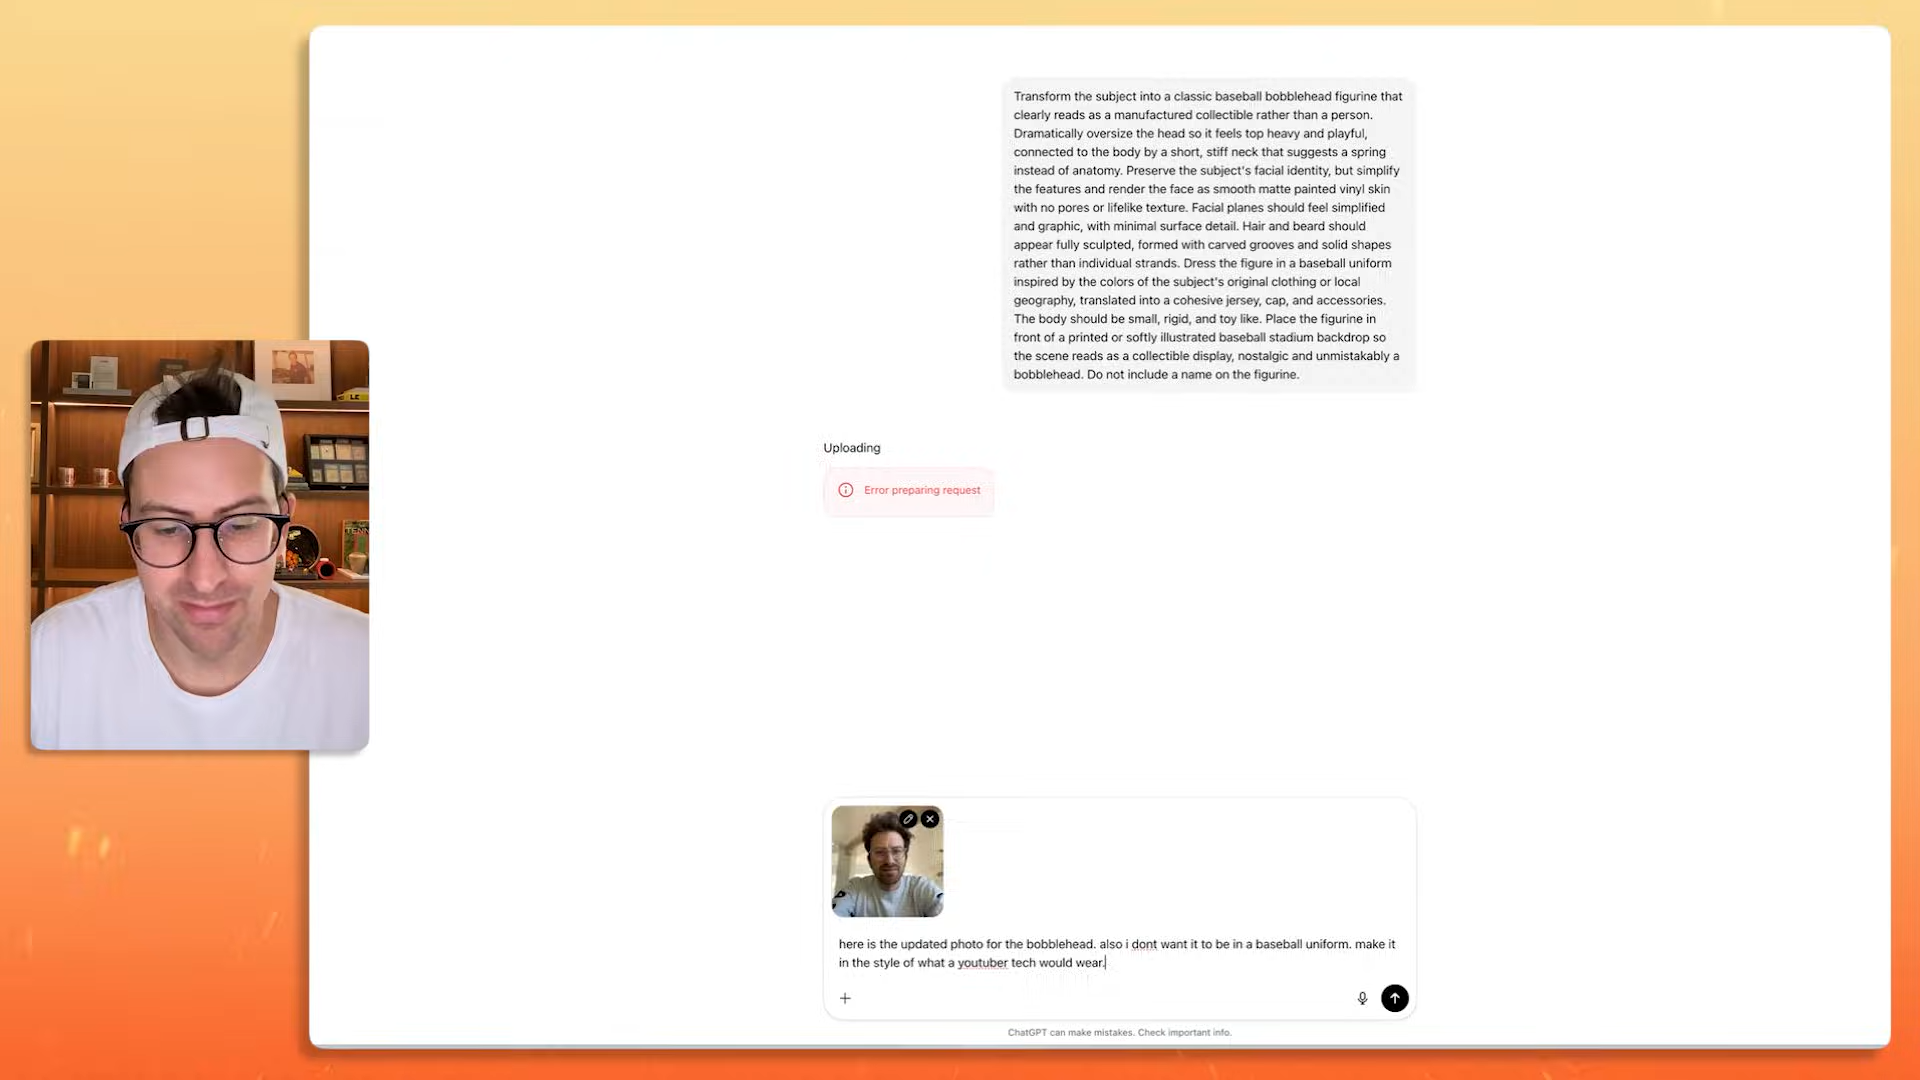 Transform the subject into a classic baseball bobblehead figurine that
clearly reads as a manufactured collectible rather than a person.
Dramatically oversize the head so it feels top heavy and playful,
connected to the body by a short, stiff neck that suggests a spring
instead of anatomy. Preserve the subject's facial identity, but simplify
the features and render the face as smooth matte painted vinyl skin
with no pores or lifelike texture. Facial planes should feel simplified
and graphic, with minimal surface detail. Hair and beard should
appear fully sculpted, formed with carved grooves and solid shapes
rather than individual strands. Dress the figure in a baseball uniform
inspired by the colors of the subject's original clothing or local
geography, translated into a cohesive jersey, cap, and accessories.
The body should be small, rigid, and toy like. Place the figurine in
front of a printed or softly illustrated baseball stadium backdrop so
the scene reads as a collectible display, nostalgic and unmistakably a
bobblehead. Do not include a name on the figurine.
Uploading
Error preparing request
here is the updated photo for the bobblehead. also i dont want it to be in a baseball uniform. make it
in the style of what a youtuber tech would wear.
ChatGPT can make mistakes. Check important info.